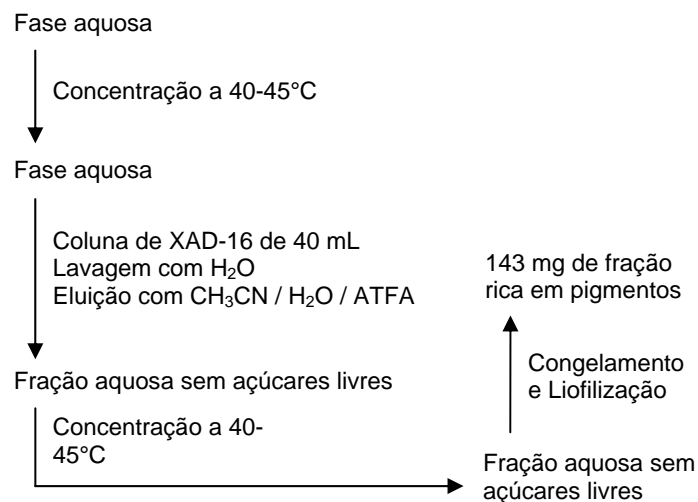 Fase aquosa
Concentração a 40-45°C
Fase aquosa
Coluna de XAD-16 de 40 mL
Lavagem com H₂O
Eluição com CH₃CN / H₂O / ATFA
Fração aquosa sem açúcares livres
Concentração a 40-
45°C
Fração aquosa sem
açúcares livres
Congelamento
e Liofilização
143 mg de fração
rica em pigmentos